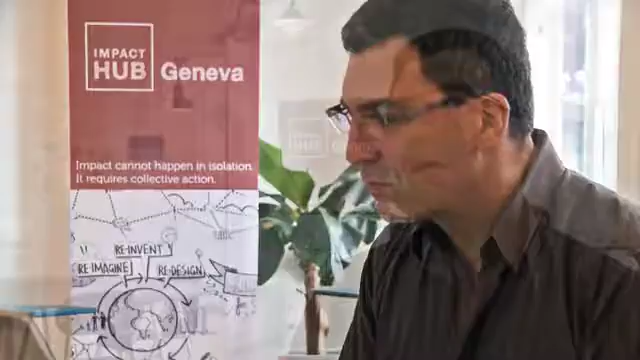 IMPACT
HUB Geneva
Impact cannot happen in isolation.
It requires collective action.
RE-INVENT
RE-IMAGINE
RE-DESIGN